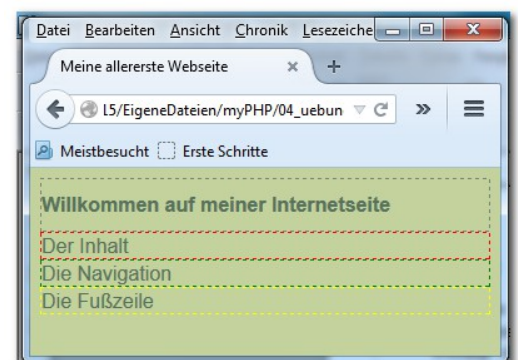 Datei Bearbeiten Ansicht Chronik Lesezeiche
Meine allererste Webseite × +
L5/EigeneDateien/myPHP/04_uebun
Meistbesucht Erste Schritte
Willkommen auf meiner Internetseite
Der Inhalt
Die Navigation
Die Fußzeile